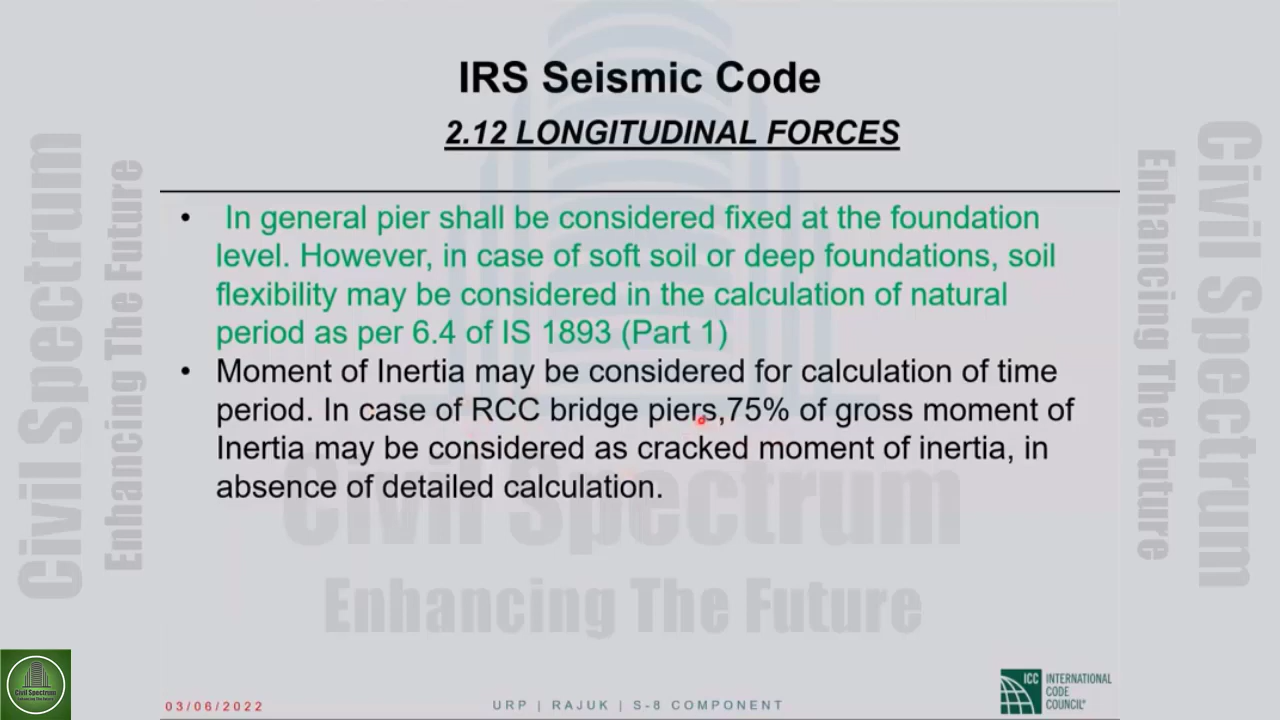 IRS Seismic Code
2.12 LONGITUDINAL FORCES
• In general pier shall be considered fixed at the foundation
level. However, in case of soft soil or deep foundations, soil
flexibility may be considered in the calculation of natural
period as per 6.4 of IS 1893 (Part 1)
• Moment of Inertia may be considered for calculation of time
period. In case of RCC bridge piers,75% of gross moment of
Inertia may be considered as cracked moment of inertia, in
absence of detailed calculation.
Civil Spectrum
Enhancing The Future
Civil Spectrum
Enhancing The Future
Enhancing The Future
Civil Spectrum
Civil Spectrum
Enhancing The Future
03/06/2022
URP | RAJUK | S-8 COMPONENT
ICC INTERNATIONAL
CODE
COUNCIL